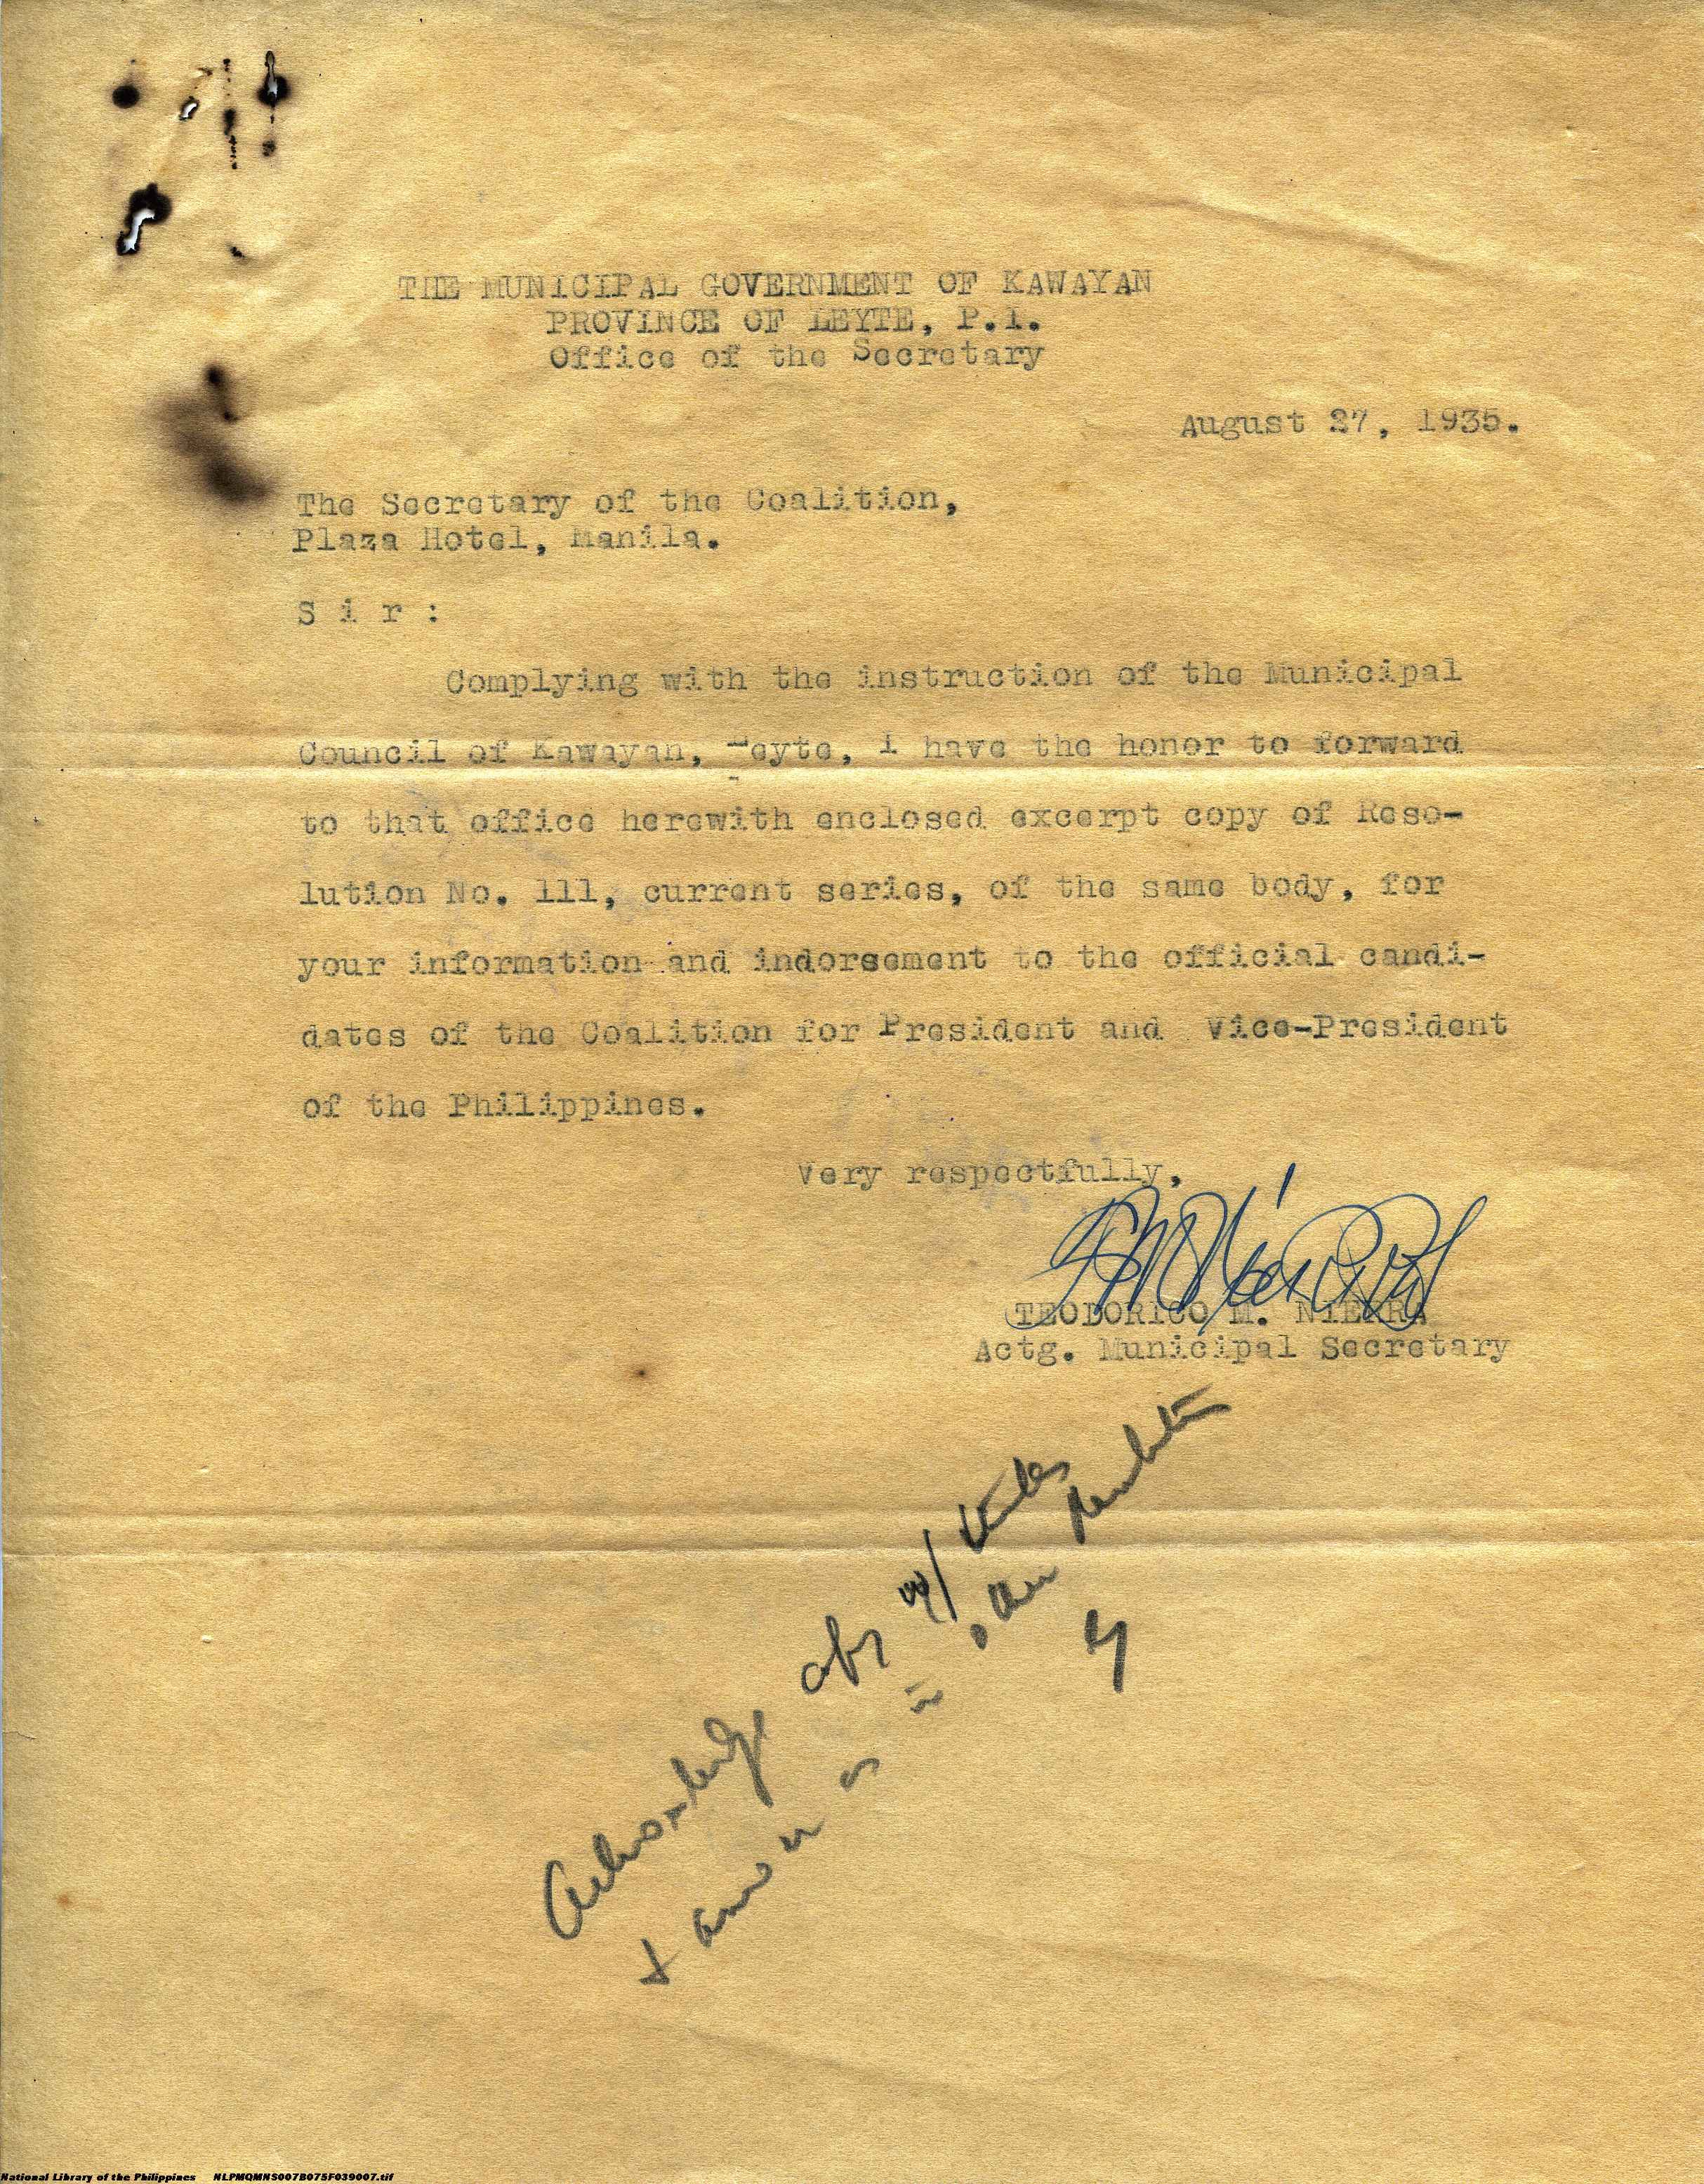 THE MUNICIPAL GOVERNMENT OF KAWAYAN
PROVINCE OF LEYTE, P.I.
Office of the Secretary
August 27, 1935.
The Secretary of the Coalition,
Plaza Hotel, Manila.
S i r :
Complying with the instruction of the Municipal
Council of Kawayan, Leyte, I have the honor to forward
to that office herewith enclosed excerpt copy of Reso-
lution No. 111, current series, of the same body, for
your information and indorsement to the official candi-
dates of the Coalition for President and Vice-President
of the Philippines.
Very respectfully,
TEODORICO M. NIERRA
Actg. Municipal Secretary
Acknowledge
w/
National Library of the Philippines NLPMQMNS007B075F039007.tif